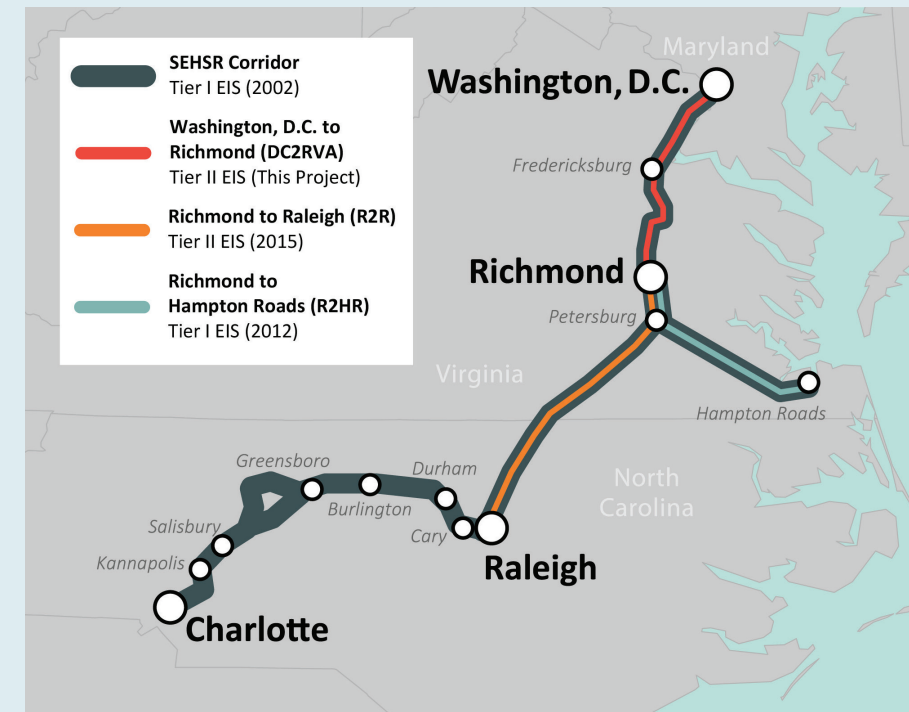 SEHSR Corridor
Tier I EIS (2002)
Washington, D.C. to
Richmond (DC2RVA)
Tier II EIS (This Project)
Richmond to Raleigh (R2R)
Tier II EIS (2015)
Richmond to
Hampton Roads (R2HR)
Tier I EIS (2012)
Maryland
Washington, D.C.
Fredericksburg
Richmond
Petersburg
Virginia
Hampton Roads
Greensboro
Durham
North
Carolina
Burlington
Salisbury
Cary
Kannapolis
Raleigh
Charlotte